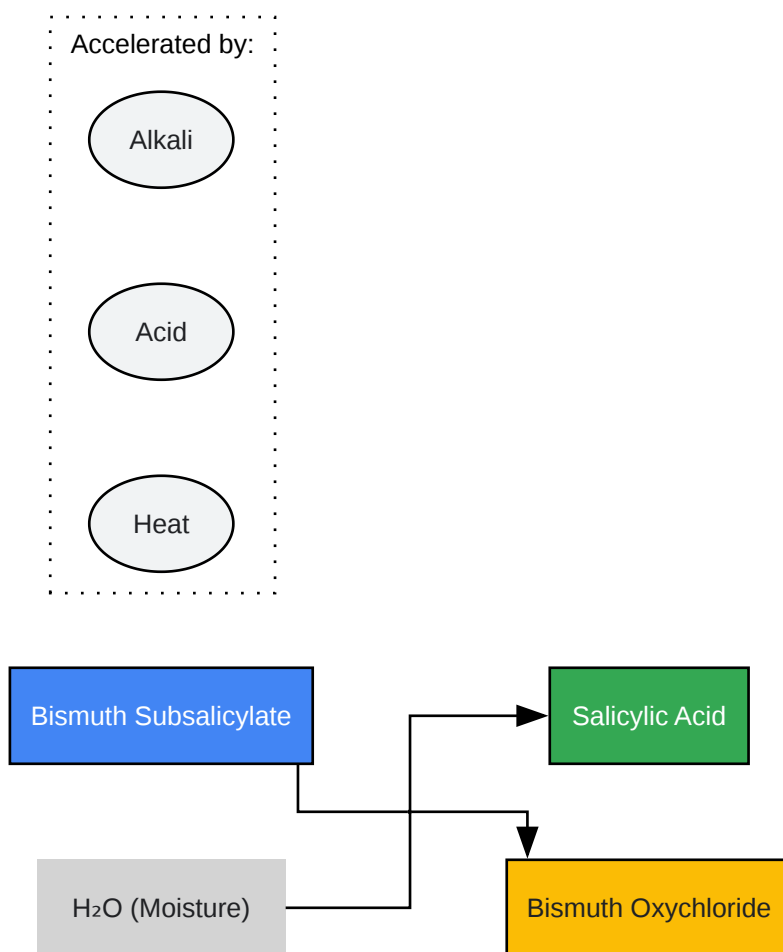 Accelerated by:
Alkali
Acid
Heat
Bismuth Subsalicylate
Salicylic Acid
H₂O (Moisture)
Bismuth Oxychloride